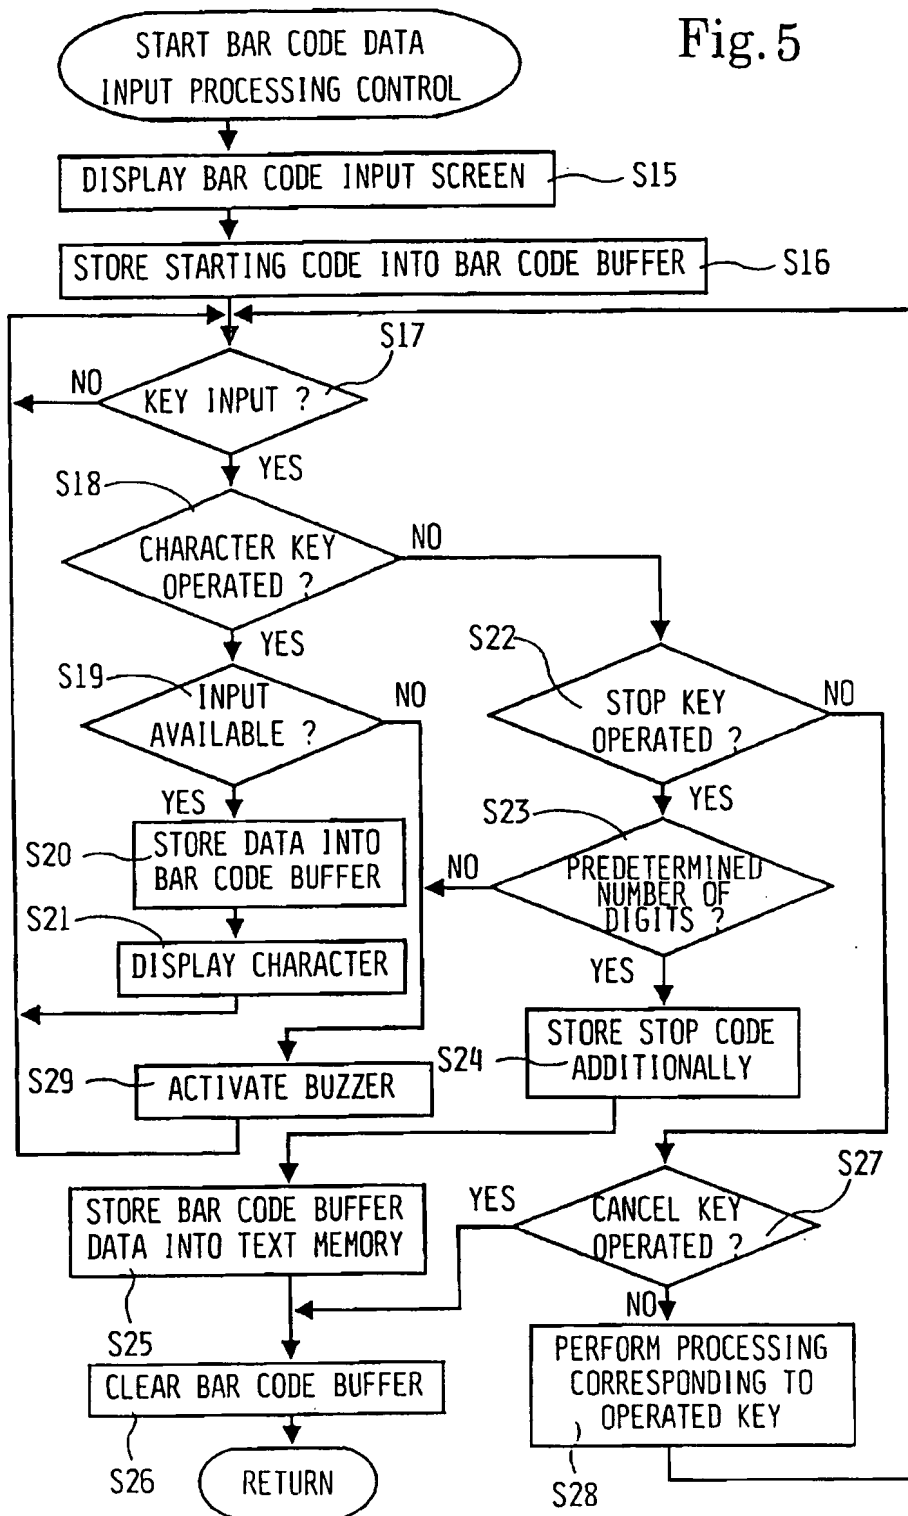 Fig. 5
START BAR CODE DATA
INPUT PROCESSING CONTROL
DISPLAY BAR CODE INPUT SCREEN
S15
STORE STARTING CODE INTO BAR CODE BUFFER
S16
S17
NO
KEY INPUT ?
YES
S18
NO
CHARACTER KEY
OPERATED ?
YES
S19
NO
INPUT
AVAILABLE ?
YES
S20
STORE DATA INTO
BAR CODE BUFFER
S21
DISPLAY CHARACTER
S29
ACTIVATE BUZZER
S22
NO
STOP KEY
OPERATED ?
YES
S23
NO
PREDETERMINED
NUMBER OF
DIGITS ?
YES
STORE STOP CODE
ADDITIONALLY
S24
S27
YES
CANCEL KEY
OPERATED ?
NO
STORE BAR CODE BUFFER
DATA INTO TEXT MEMORY
S25
PERFORM PROCESSING
CORRESPONDING TO
OPERATED KEY
S28
CLEAR BAR CODE BUFFER
S26
RETURN